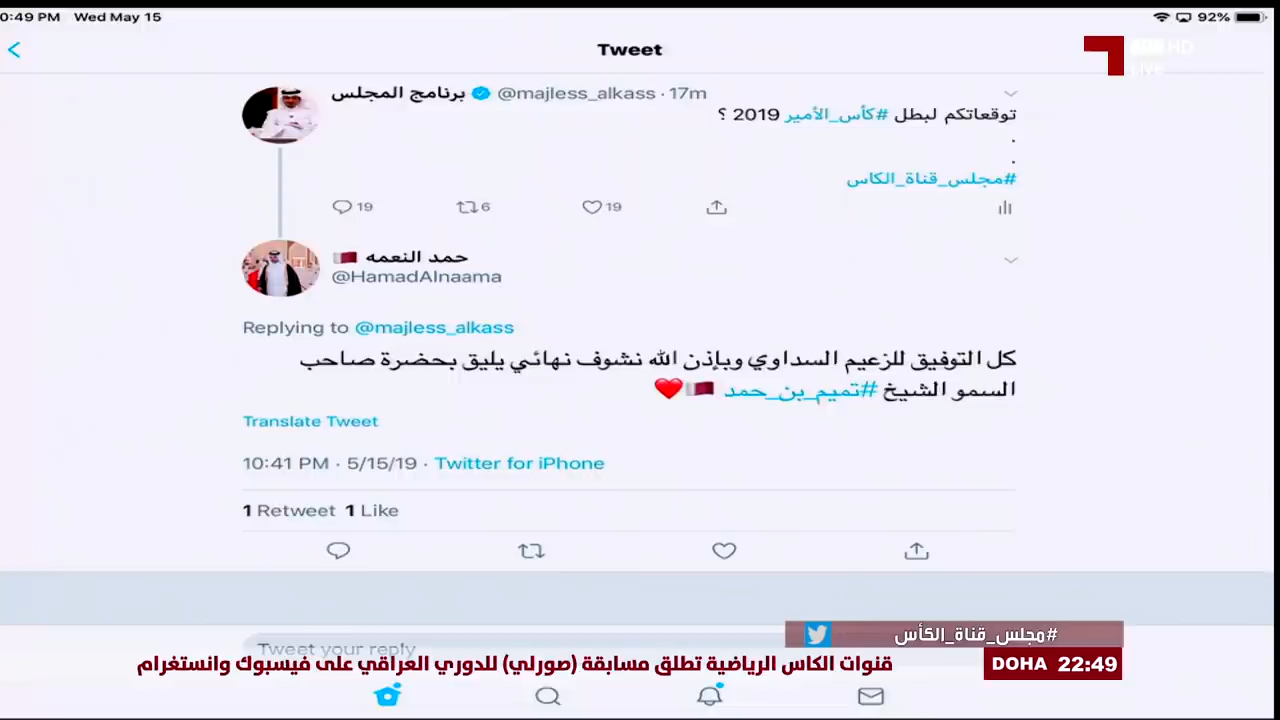 0:49 PM Wed May 15
92%
Tweet
HD
LIVE
برنامج المجلس @majless_alkass · 17m
توقعاتكم لبطل #كأس_الأمير 2019 ؟
.
.
#مجلس_قناة_الكاس
19 6 19
حمد النعمه 🇶🇦
@HamadAlnaama
Replying to @majless_alkass
كل التوفيق للزعيم السداوي وبإذن الله نشوف نهائي يليق بحضرة صاحب
السمو الشيخ #تميم_بن_حمد 🇶🇦❤️
Translate Tweet
10:41 PM · 5/15/19 · Twitter for iPhone
1 Retweet 1 Like
#مجلس_قناة_الكأس
Tweet your reply
قنوات الكاس الرياضية تطلق مسابقة (صورلي) للدوري العراقي على فيسبوك وانستغرام
DOHA 22:49